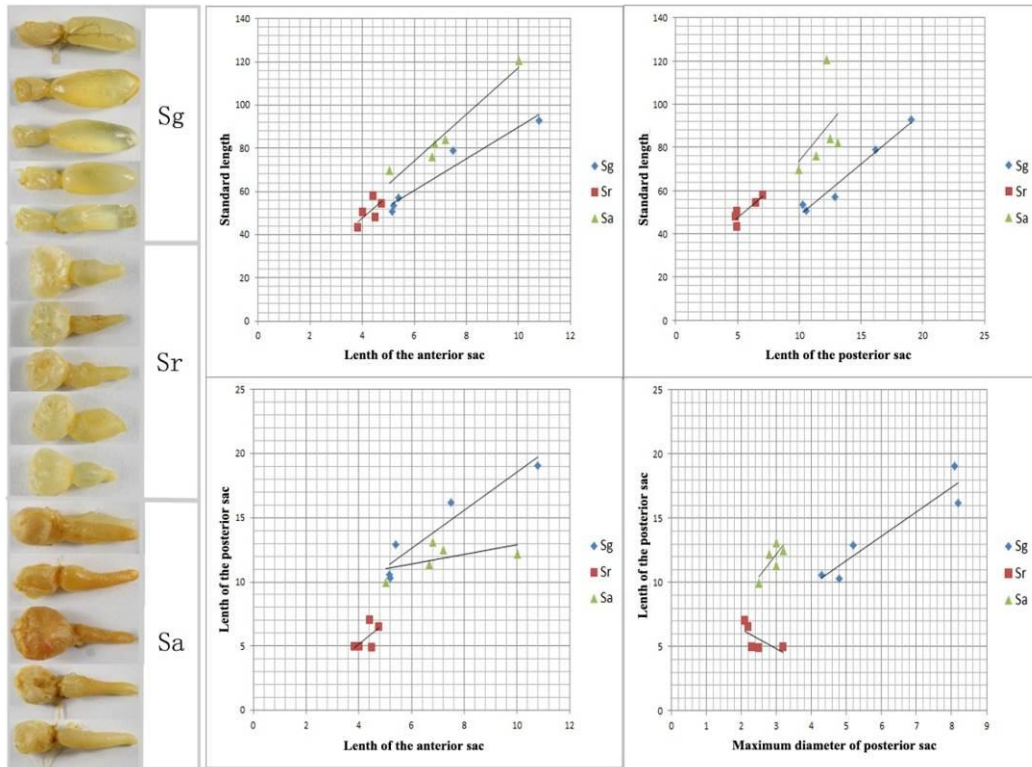 Sg
Sr
Sa
140
120
100
80
60
40
20
0
Standard length
0 2 4 6 8 10 12
Lenth of the anterior sac
Sg
Sr
Sa
140
120
100
80
60
40
20
0
Standard length
0 5 10 15 20 25
Lenth of the posterior sac
Sg
Sr
Sa
25
20
15
10
5
0
Lenth of the posterior sac
0 2 4 6 8 10 12
Lenth of the anterior sac
Sg
Sr
Sa
25
20
15
10
5
0
Lenth of the posterior sac
0 1 2 3 4 5 6 7 8 9
Maximum diameter of posterior sac
Sg
Sr
Sa